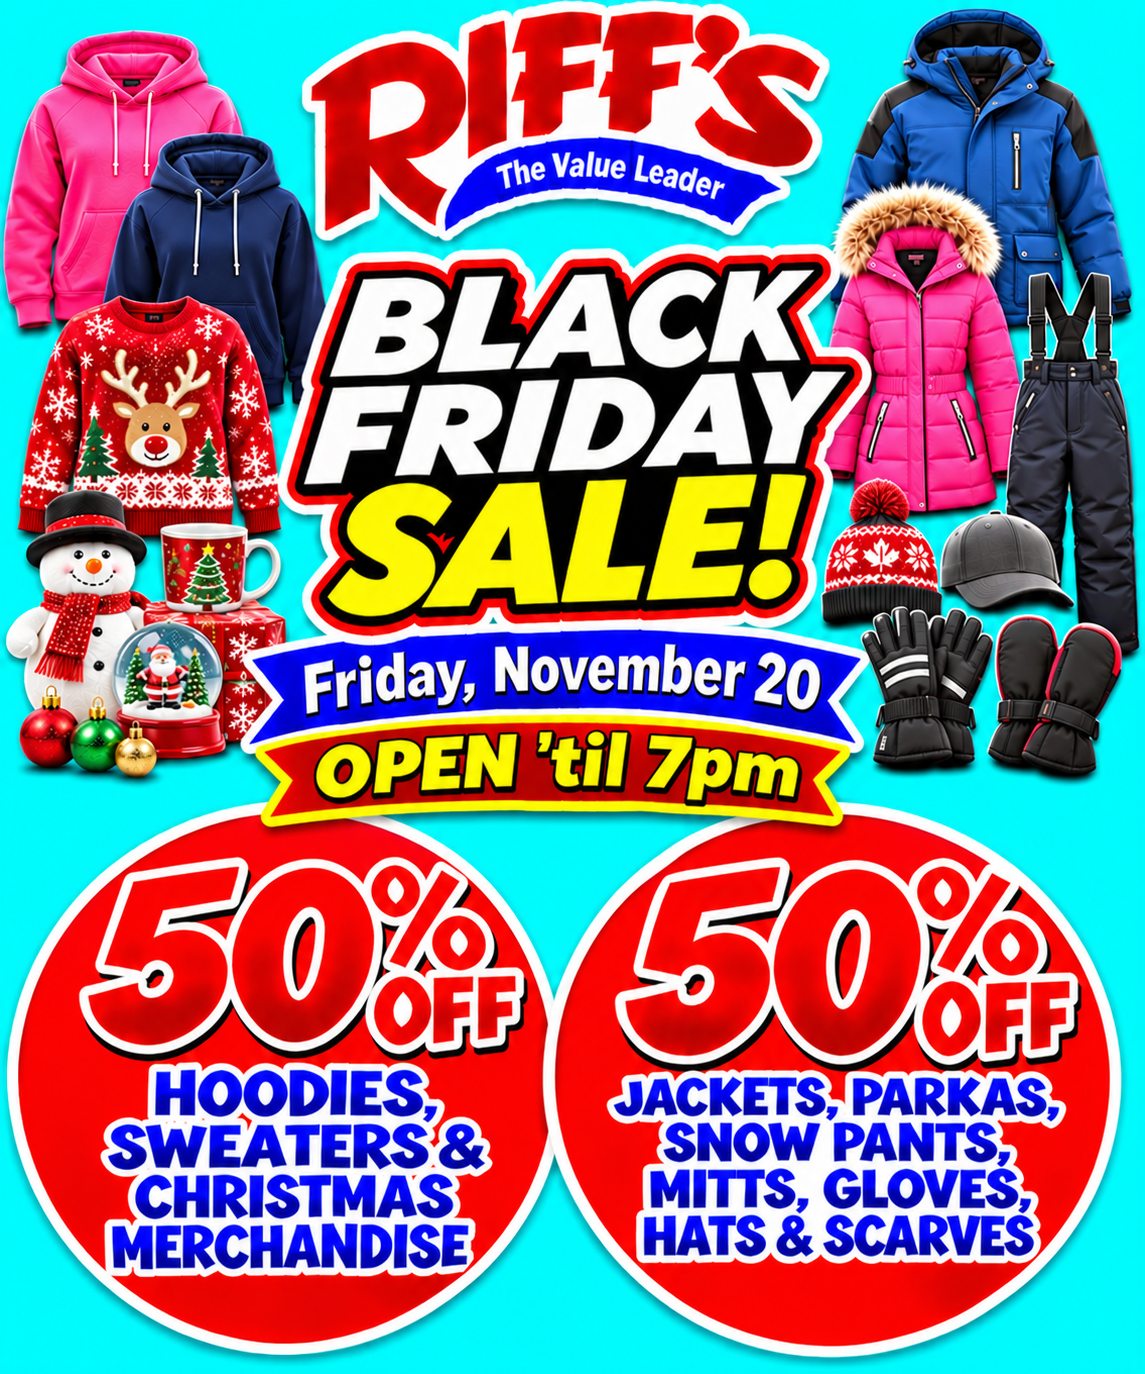 RIFF'S
The Value Leader
BLACK
FRIDAY
SALE!
Friday, November 20
OPEN 'til 7pm
50% OFF
HOODIES,
SWEATERS &
CHRISTMAS
MERCHANDISE
50% OFF
JACKETS, PARKAS,
SNOW PANTS,
MITTS, GLOVES,
HATS & SCARVES